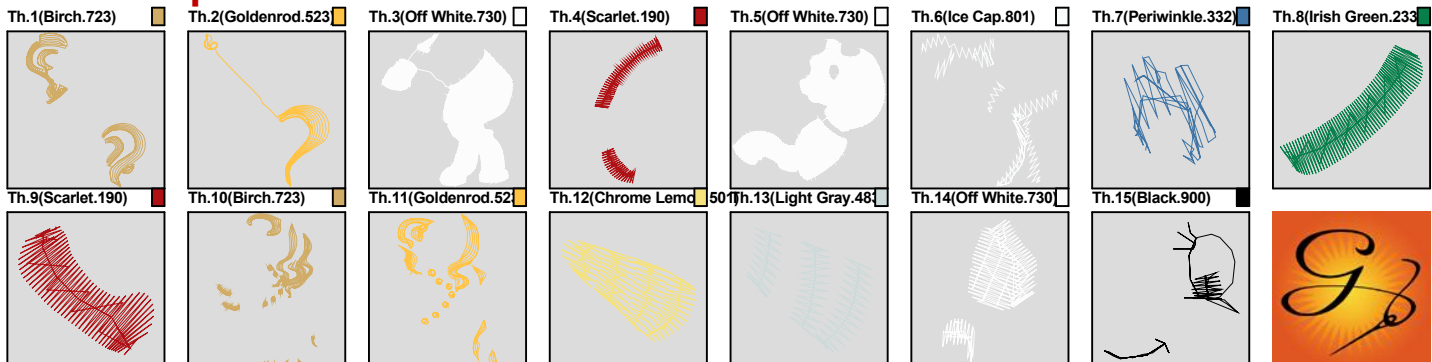 Th.1(Birch.723) Th.2(Goldenrod.523) Th.3(Off White.730) Th.4(Scarlet.190) Th.5(Off White.730) Th.6(Ice Cap.801) Th.7(Periwinkle.332) Th.8(Irish Green.233
Th.9(Scarlet.190) Th.10(Birch.723) Th.11(Goldenrod.523 Th.12(Chrome Lemo 501) Th.13(Light Gray.483 Th.14(Off White.730) Th.15(Black.900)
G